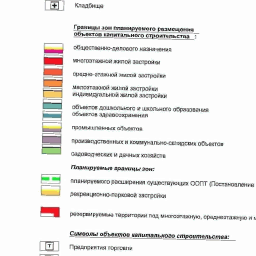 Кладбище
Границы зон планируемого размещения
объектов капитального строительства :
общественно-делового назначения
многоэтажной жилой застройки
средне-этажной жилой застройки
малоэтажной жилой застройки
индивидуальной жилой застройки
объектов дошкольного и школьного образования
объектов здравоохранения
промышленных объектов
производственных и коммунально-складских объектов
садоводческих и дачных хозяйств
Планируемые границы зон:
планируемого расширения существующих ООПТ (Постановление
рекреационно-парковой застройки
резервируемые территории под многоэтажную, среднеэтажную и м
Символы объектов капитального строительства:
Т
Предприятия торговли